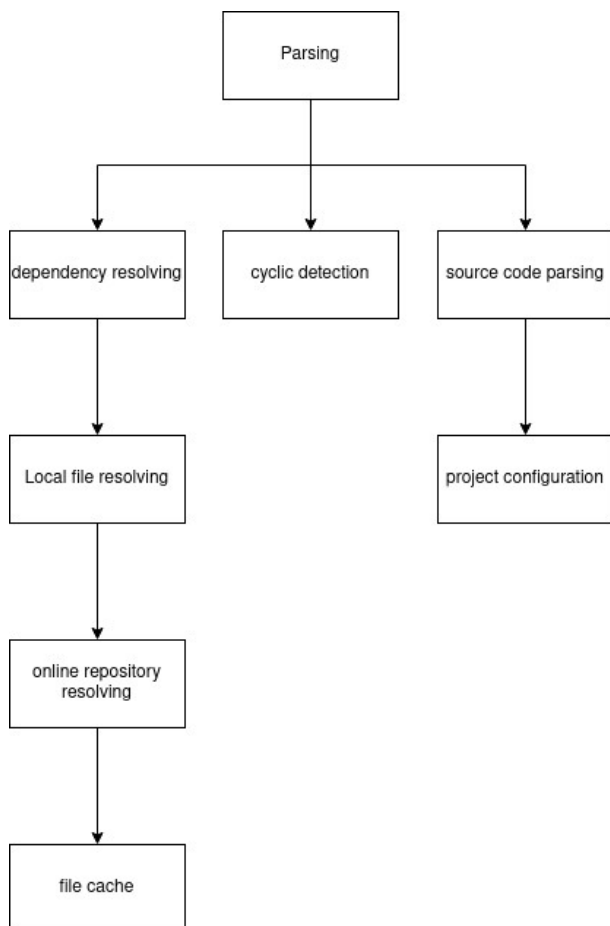 Parsing
dependency resolving
cyclic detection
source code parsing
Local file resolving
project configuration
online repository
resolving
file cache